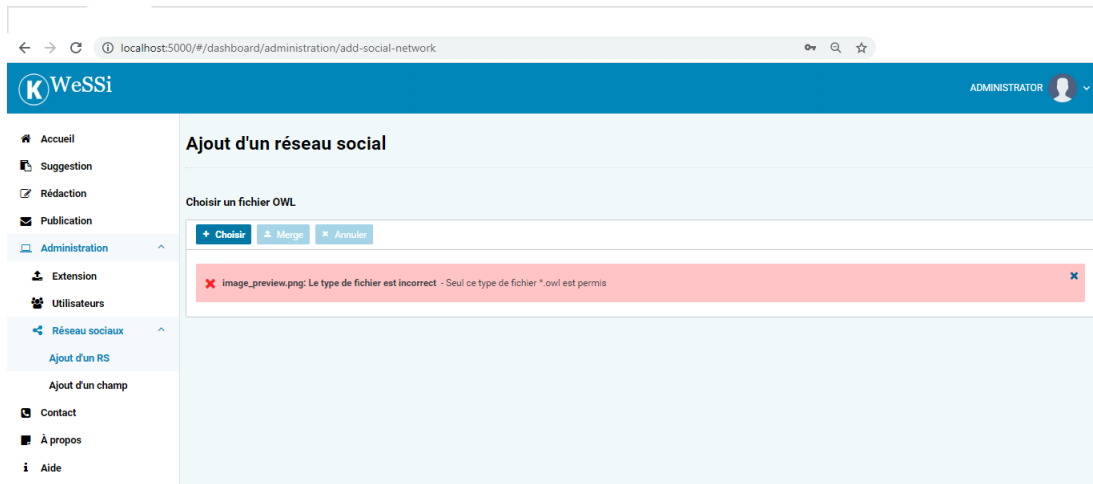 localhost:5000/#/dashboard/administration/add-social-network
K WeSSi
ADMINISTRATOR
Accueil
Suggestion
Rédaction
Publication
Administration
Extension
Utilisateurs
Réseau sociaux
Ajout d'un RS
Ajout d'un champ
Contact
À propos
Aide
Ajout d'un réseau social
Choisir un fichier OWL
Choisir Merge Annuler
image_preview.png: Le type de fichier est incorrect - Seul ce type de fichier *.owl est permis